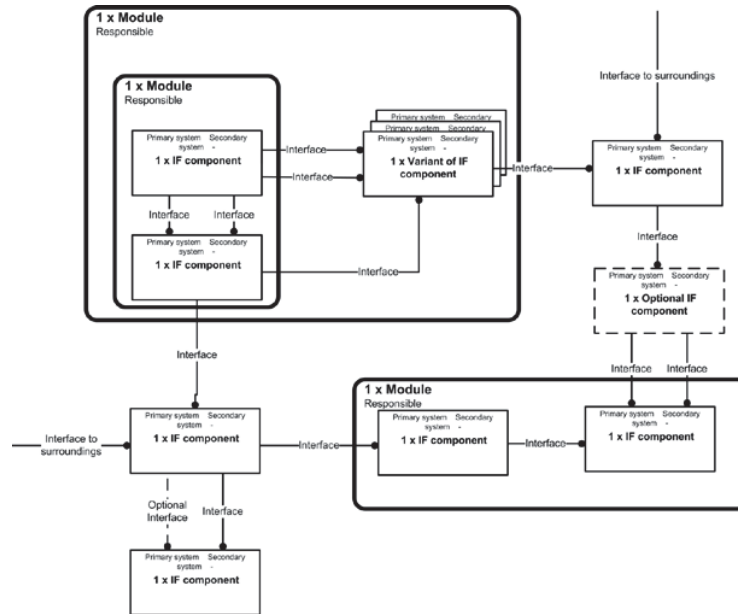 1 x Module
Responsible
1 x Module
Responsible
Primary system Secondary
Primary system Secondary
Primary system Secondary
system -
1 x Variant of IF
component
Primary system Secondary
system -
1 x IF component
Interface
Interface
Interface
Interface
Primary system Secondary
system -
1 x IF component
Interface
Interface
Interface to surroundings
Primary system Secondary
system -
1 x IF component
Interface
Primary system Secondary
system -
1 x Optional IF
component
Interface
Interface
Interface
Interface to
surroundings
Primary system Secondary
system -
1 x IF component
Interface
1 x Module
Responsible
Primary system Secondary
system -
1 x IF component
Interface
Primary system Secondary
system -
1 x IF component
Optional
Interface
Interface
Primary system Secondary
system -
1 x IF component